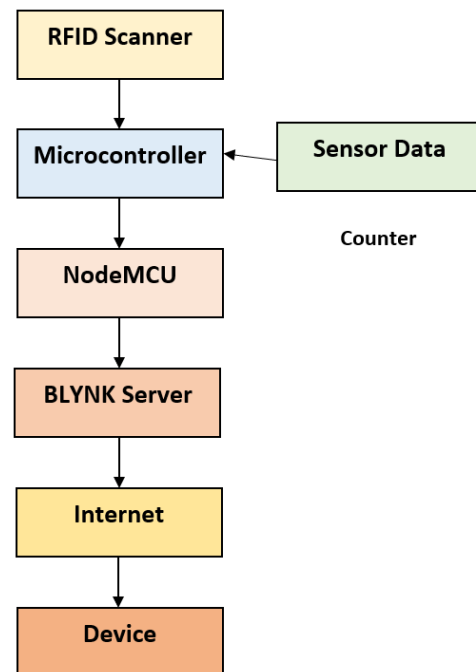 RFID Scanner
Microcontroller
Sensor Data
Counter
NodeMCU
BLYNK Server
Internet
Device